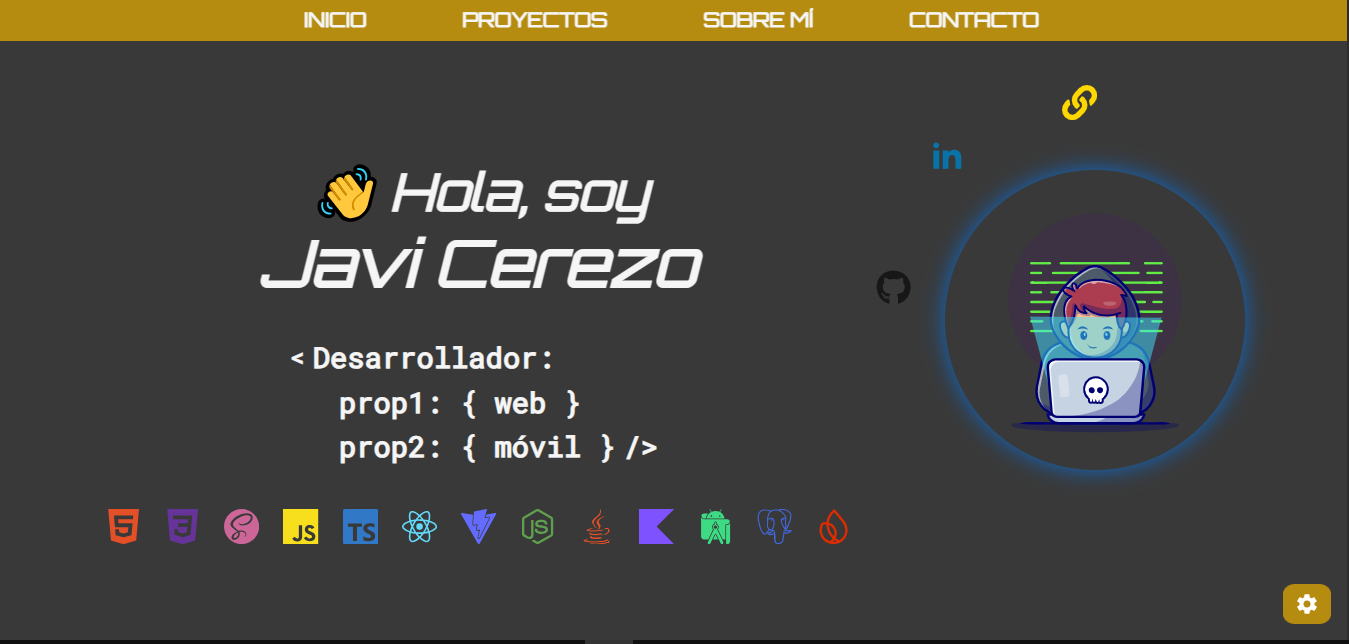 INICIO PROYECTOS SOBRE MÍ CONTACTO
in
Hola, soy
Javi Cerezo
< Desarrollador:
prop1: { web }
prop2: { móvil } />
5 3 JS TS JS